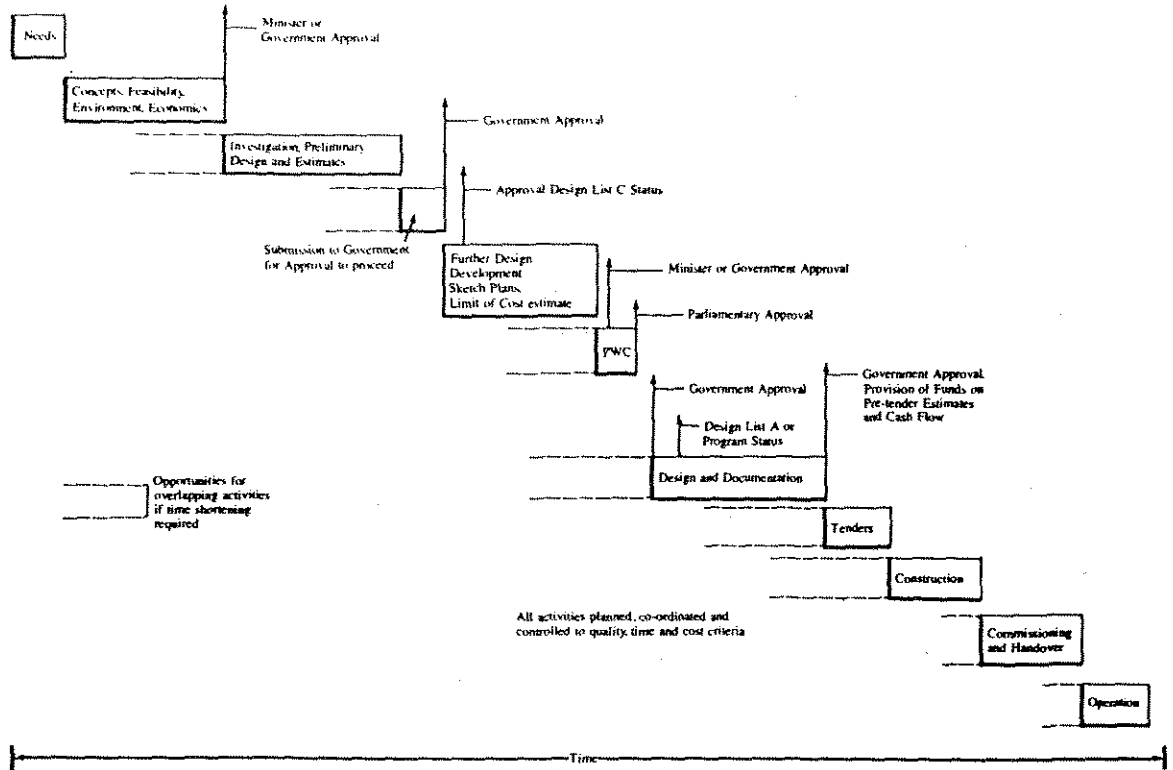 Needs
Minister or
Government Approval
Concepts, Feasibility,
Environment, Economics
Government Approval
Investigation, Preliminary
Design and Estimates
Approval Design List C Status
Submission to Government
for Approval to proceed
Further Design
Development
Sketch Plans,
Limit of Cost estimate
Minister or Government Approval
Parliamentary Approval
PWC
Government Approval
Government Approval,
Provision of Funds on
Pre-tender Estimates
and Cash Flow
Design List A or
Program Status
Design and Documentation
Opportunities for
overlapping activities
if time shortening
required
Tenders
Construction
All activities planned, co-ordinated and
controlled to quality, time and cost criteria
Commissioning
and Handover
Operation
Time